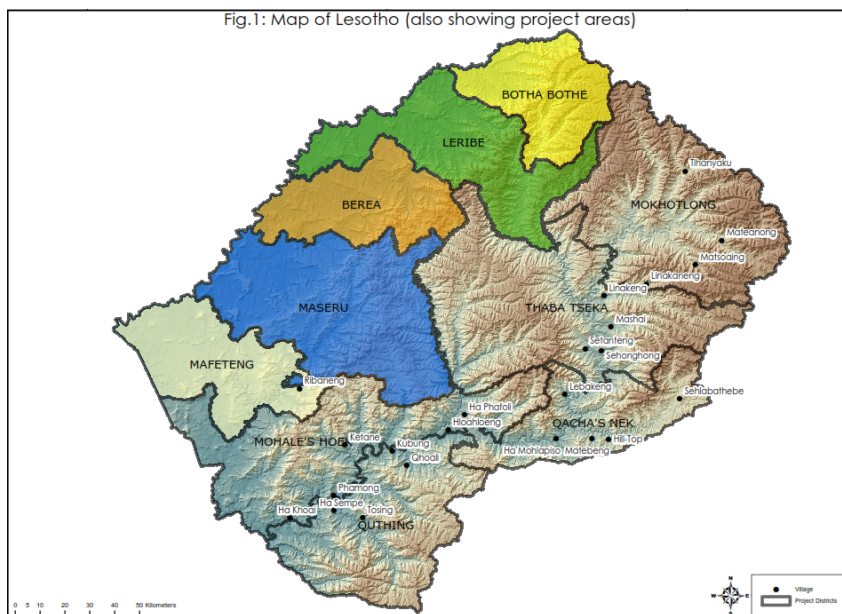 Fig.1: Map of Lesotho (also showing project areas)
BOTHA BOTHE
LERIBE
Tlhanyaku
BEREA
MOKHOTLONG
Mateanong
Matsoaing
Linakaneng
Linakeng
MASERU
THABA TSEKA
Mashai
Setanteng
Sehonghong
MAFETENG
Ribaneng
Lebakeng
Sehlabathebe
Ha Phafoli
Hloahloeng
QACHA'S NEK
MOHALE'S HOEK
Ketane
Kubung
Ha Mohlapiso
Matebeng
Hill-Top
Qhoali
Phamong
Ha Sempe
Ha Khoai
Tosing
QUTHING
N
W
E
S
Village
Project Districts
0 5 10 20 30 40 50 Kilometers